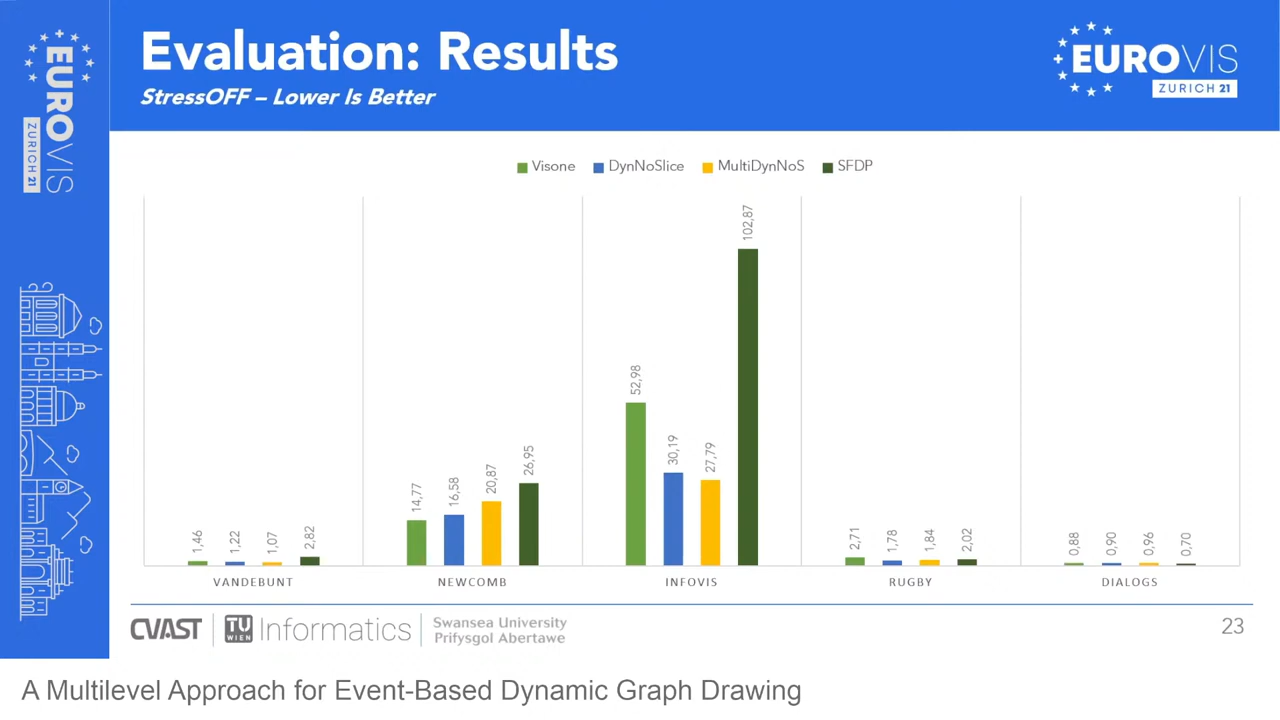 Evaluation: Results
StressOFF – Lower Is Better
EUROVIS
ZURICH 21
EUROVIS
ZURICH 21
Visone DynNoSlice MultiDynNoS SFDP
1,46 1,22 1,07 2,82
14,77 16,58 20,87 26,95
52,98 30,19 27,79 102,87
2,71 1,78 1,84 2,02
0,88 0,90 0,96 0,70
VANDEBUNT NEWCOMB INFOVIS RUGBY DIALOGS
CVAST TU WIEN Informatics Swansea University
Prifysgol Abertawe
23
A Multilevel Approach for Event-Based Dynamic Graph Drawing